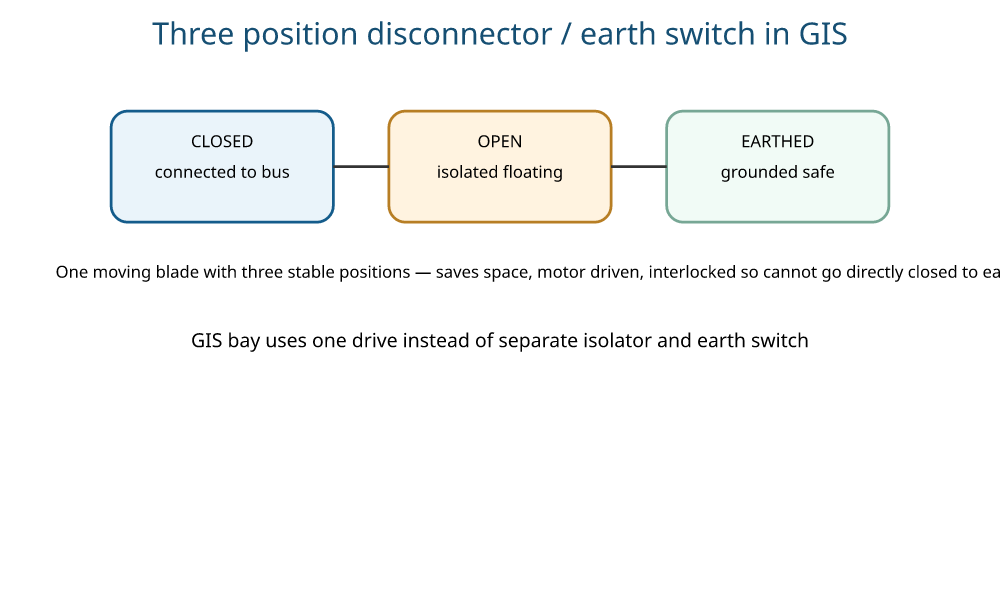 Three position disconnector / earth switch in GIS
CLOSED
connected to bus
OPEN
isolated floating
EARTHED
grounded safe
One moving blade with three stable positions — saves space, motor driven, interlocked so cannot go directly closed to ea
GIS bay uses one drive instead of separate isolator and earth switch